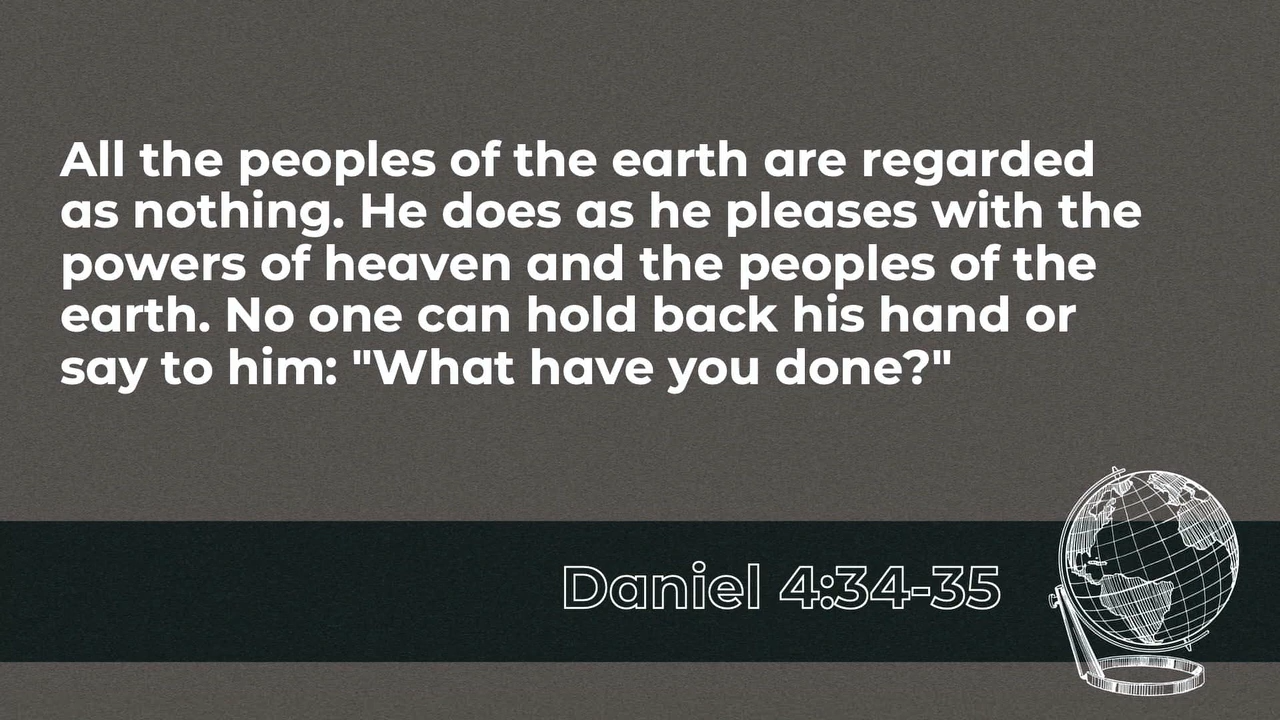 All the peoples of the earth are regarded
as nothing. He does as he pleases with the
powers of heaven and the peoples of the
earth. No one can hold back his hand or
say to him: "What have you done?"
Daniel 4:34-35